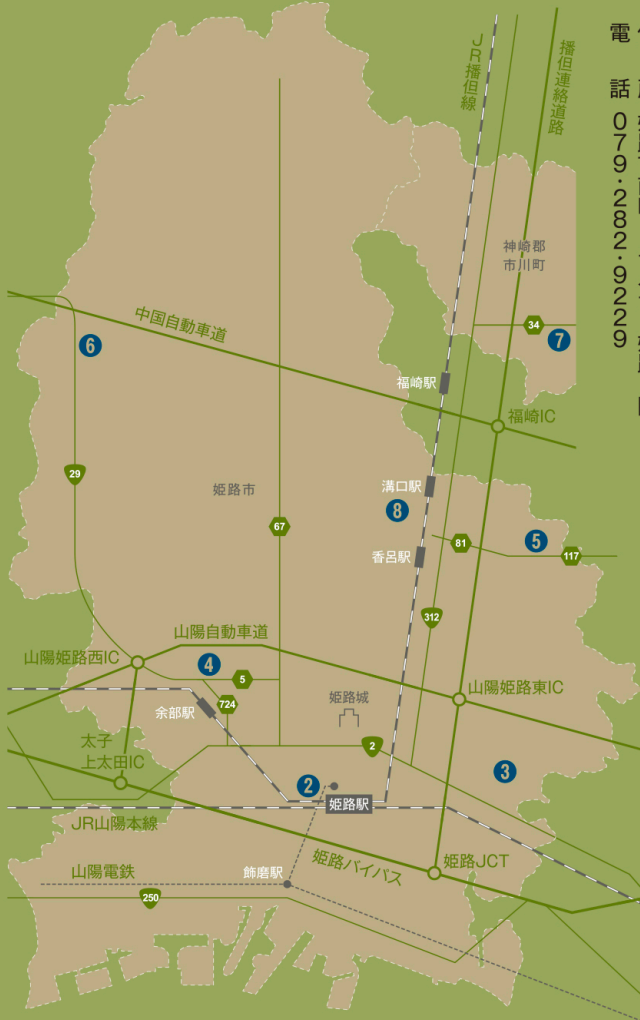 電
話 079・282・9229
JR播但線
播但連絡道路
神崎郡
市川町
34
7
中国自動車道
6
福崎駅
福崎IC
29
溝口駅
姫路市
8
67
81
5
117
香呂駅
312
山陽自動車道
山陽姫路西IC
4
5
山陽姫路東IC
724
姫路城
余部駅
太子
上太田IC
2
3
2
姫路駅
JR山陽本線
姫路バイパス
姫路JCT
山陽電鉄
飾磨駅
250